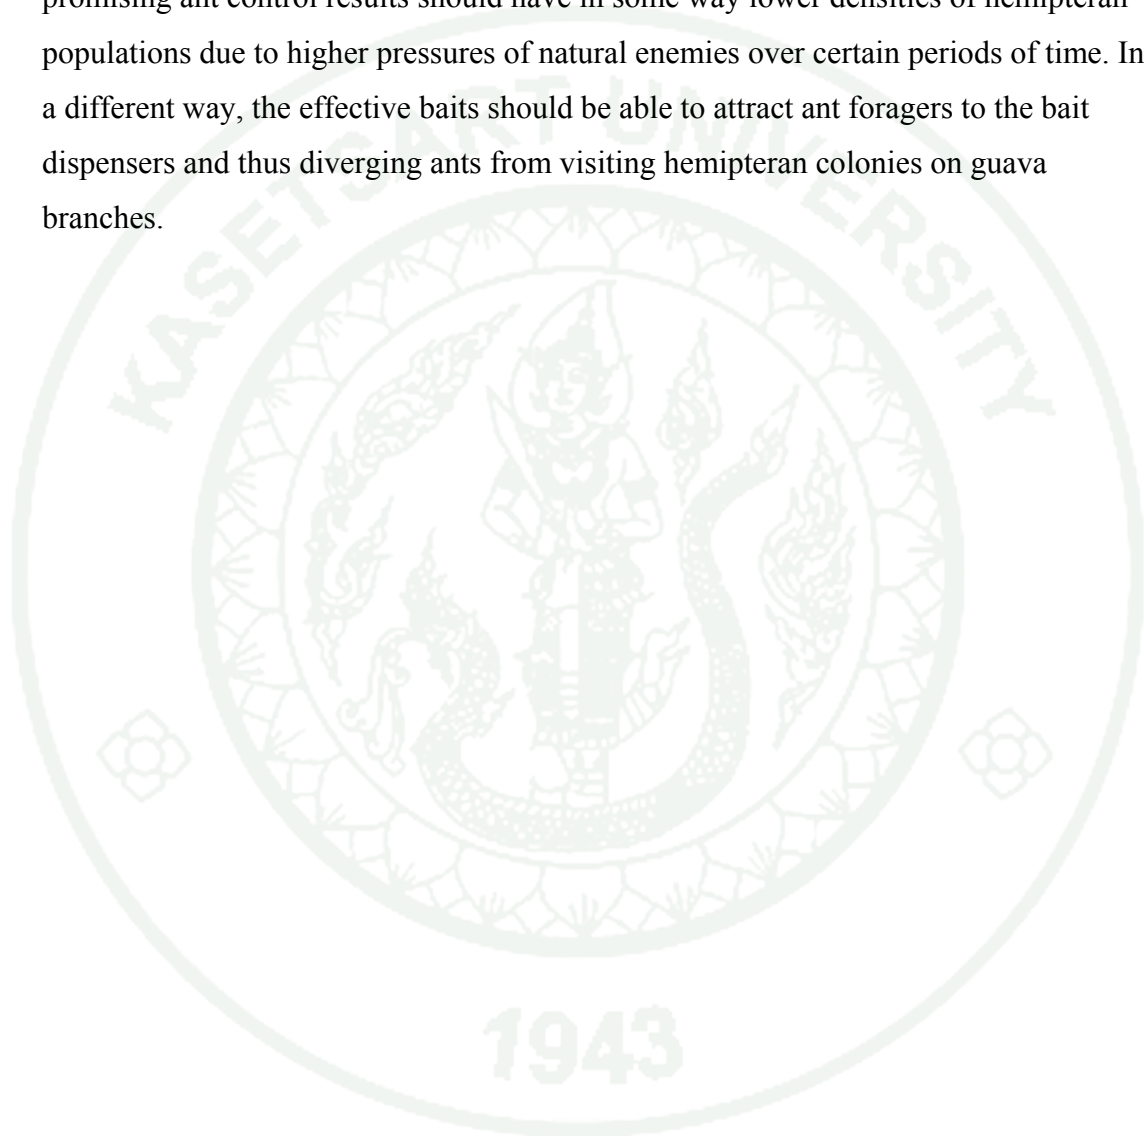 promising ant control results should have in some way lower densities of hemipteran
populations due to higher pressures of natural enemies over certain periods of time. In
a different way, the effective baits should be able to attract ant foragers to the bait
dispensers and thus diverging ants from visiting hemipteran colonies on guava
branches.
KASETSART UNIVERSITY
1943